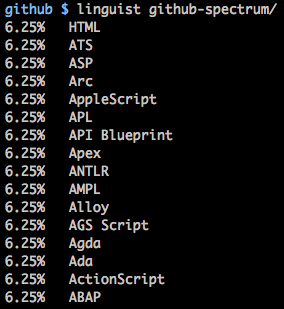 github $ linguist github-spectrum/
6.25% HTML
6.25% ATS
6.25% ASP
6.25% Arc
6.25% AppleScript
6.25% APL
6.25% API Blueprint
6.25% Apex
6.25% ANTLR
6.25% AMPL
6.25% Alloy
6.25% AGS Script
6.25% Agda
6.25% Ada
6.25% ActionScript
6.25% ABAP